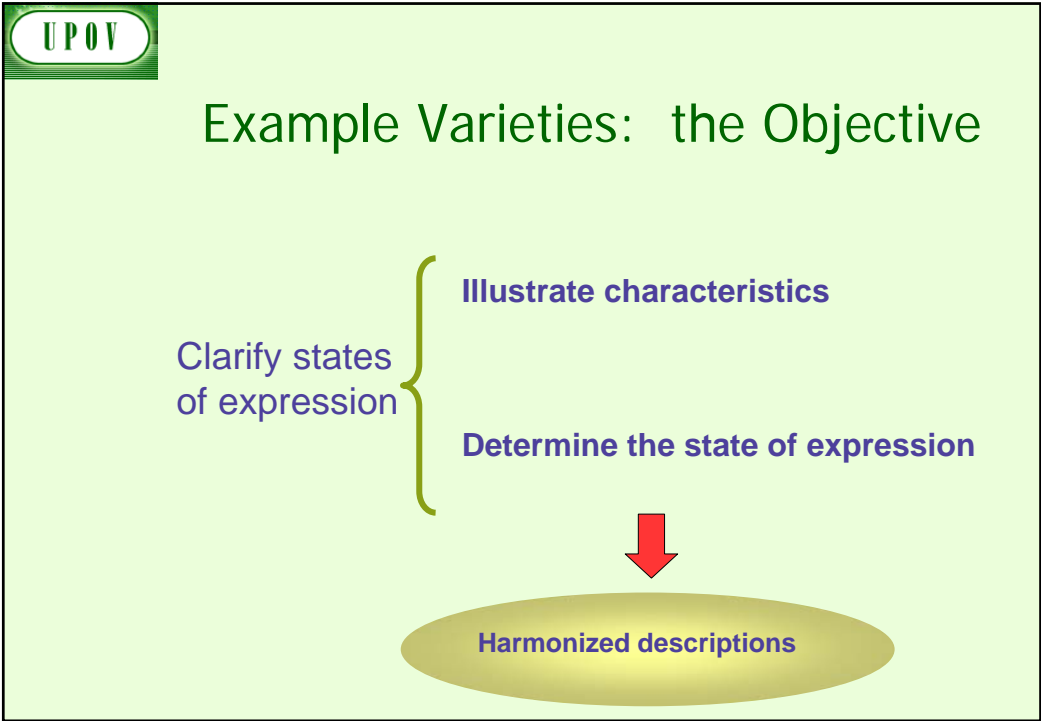 UPOV
Example Varieties: the Objective
Illustrate characteristics
Clarify states
of expression
Determine the state of expression
Harmonized descriptions